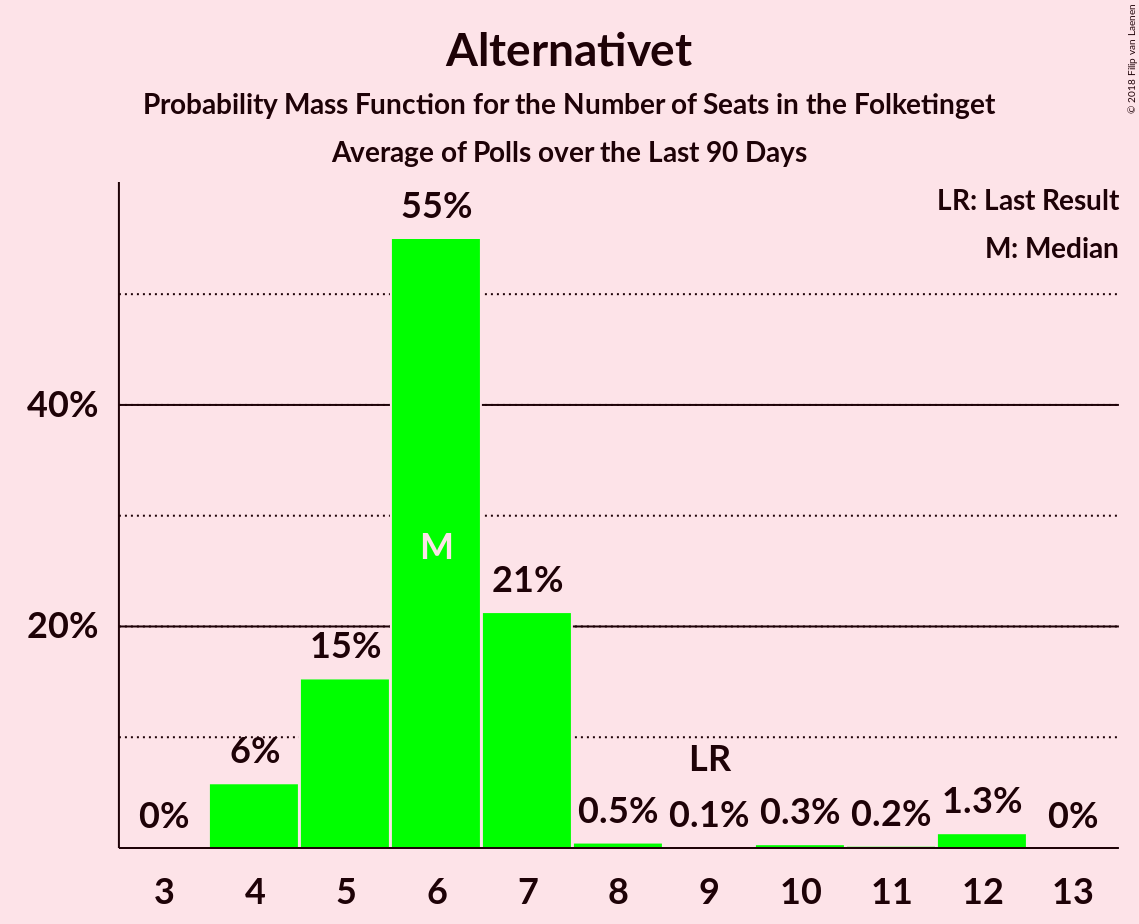 Alternativet
Probability Mass Function for the Number of Seats in the Folketinget
Average of Polls over the Last 90 Days
© 2018 Filip van Laenen
LR: Last Result
M: Median
55%
40%
M
21%
20%
15%
6%
LR
0%
0.5%
0.1%
0.3%
0.2%
1.3%
0%
3 4 5 6 7 8 9 10 11 12 13